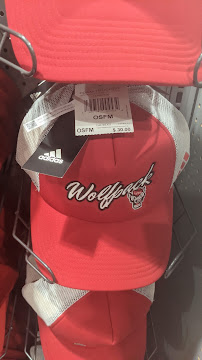 OSFM
OSFM $ 30.00
adidas
Wolfpack